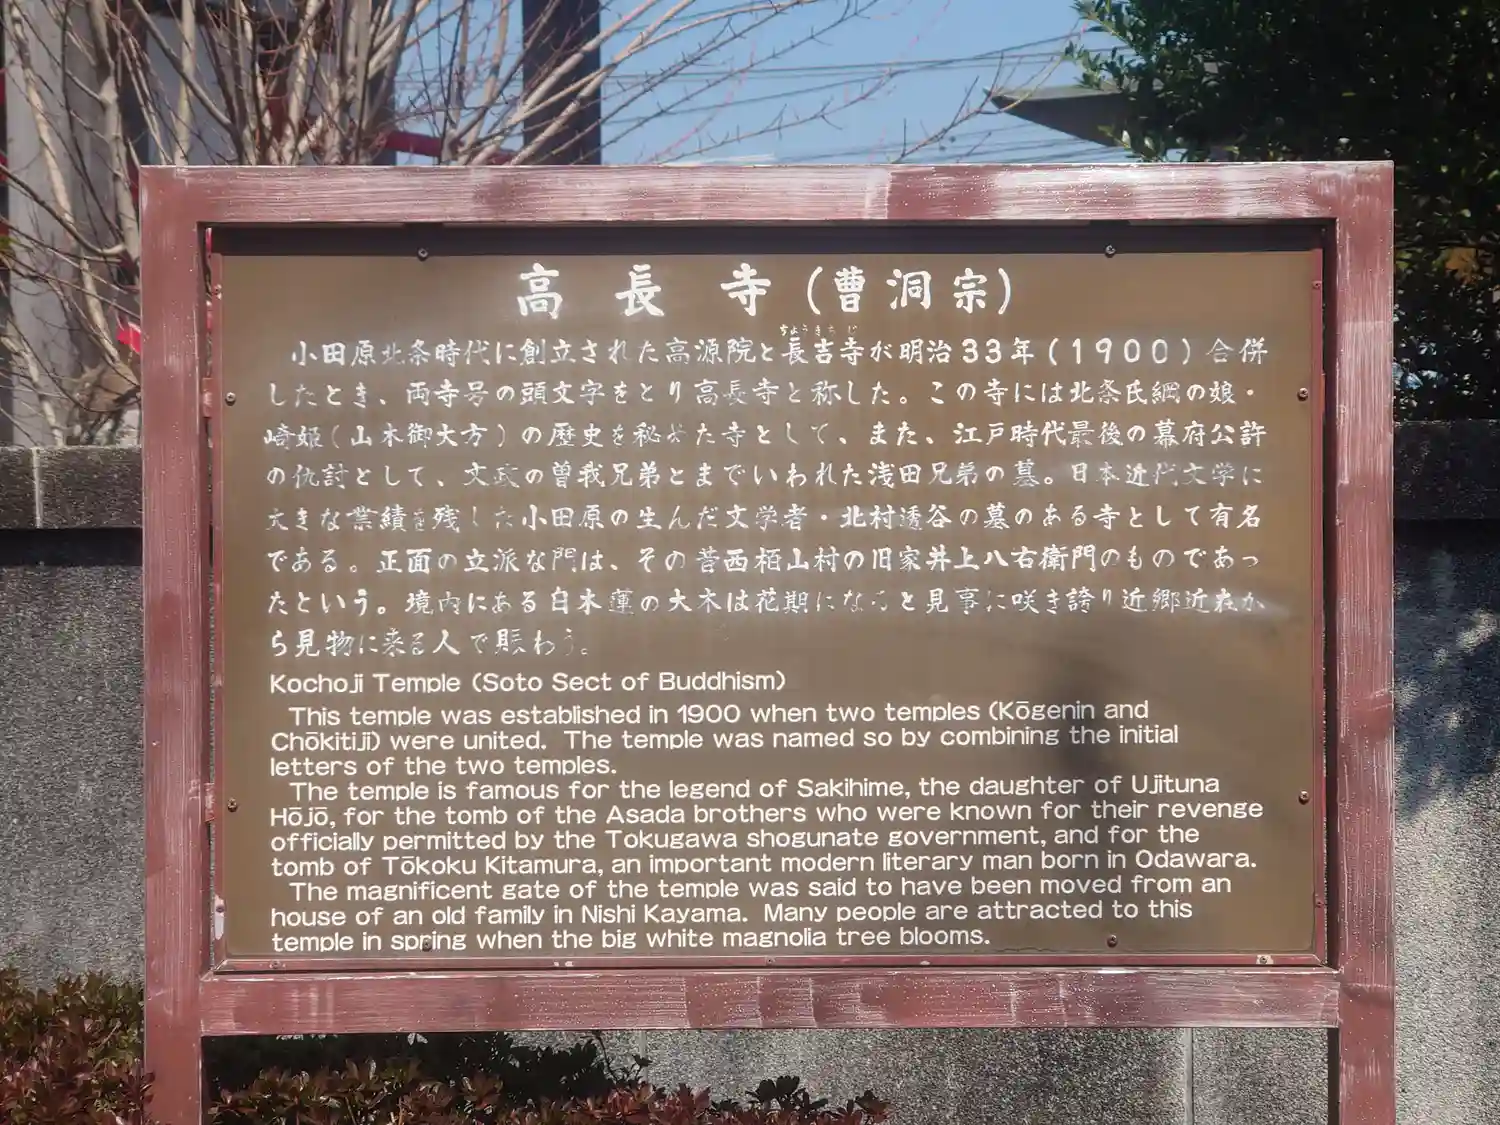 高長寺(曹洞宗)
ちょうきちじ
小田原北条時代に創立された高源院と長吉寺が明治33年(1900)合併
したとき、両寺号の頭文字をとり高長寺と称した。この寺には北条氏綱の娘・
崎姫(山木御大方)の歴史を秘めた寺として、また、江戸時代最後の幕府公許
の仇討として、文政の曽我兄弟とまでいわれた浅田兄弟の墓。日本近代文学に
大きな業績を残した小田原の生んだ文学者・北村透谷の墓のある寺として有名
である。正面の立派な門は、その昔西栢山村の旧家井上八右衛門のものであっ
たという。境内にある白木蓮の大木は花期になると見事に咲き誇り近郷近在か
ら見物に来る人で賑わう。
Kochoji Temple (Soto Sect of Buddhism)
This temple was established in 1900 when two temples (Kōgenin and
Chōkitiji) were united. The temple was named so by combining the initial
letters of the two temples.
The temple is famous for the legend of Sakihime, the daughter of Ujituna
Hōjō, for the tomb of the Asada brothers who were known for their revenge
officially permitted by the Tokugawa shogunate government, and for the
tomb of Tōkoku Kitamura, an important modern literary man born in Odawara.
The magnificent gate of the temple was said to have been moved from an
house of an old family in Nishi Kayama. Many people are attracted to this
temple in spring when the big white magnolia tree blooms.